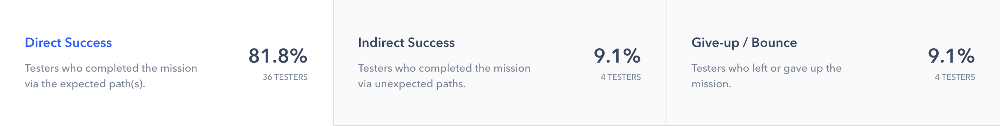 Direct Success
81.8%
Testers who completed the mission
via the expected path(s).
36 TESTERS
Indirect Success
9.1%
Testers who completed the mission
via unexpected paths.
4 TESTERS
Give-up / Bounce
9.1%
Testers who left or gave up the
mission.
4 TESTERS